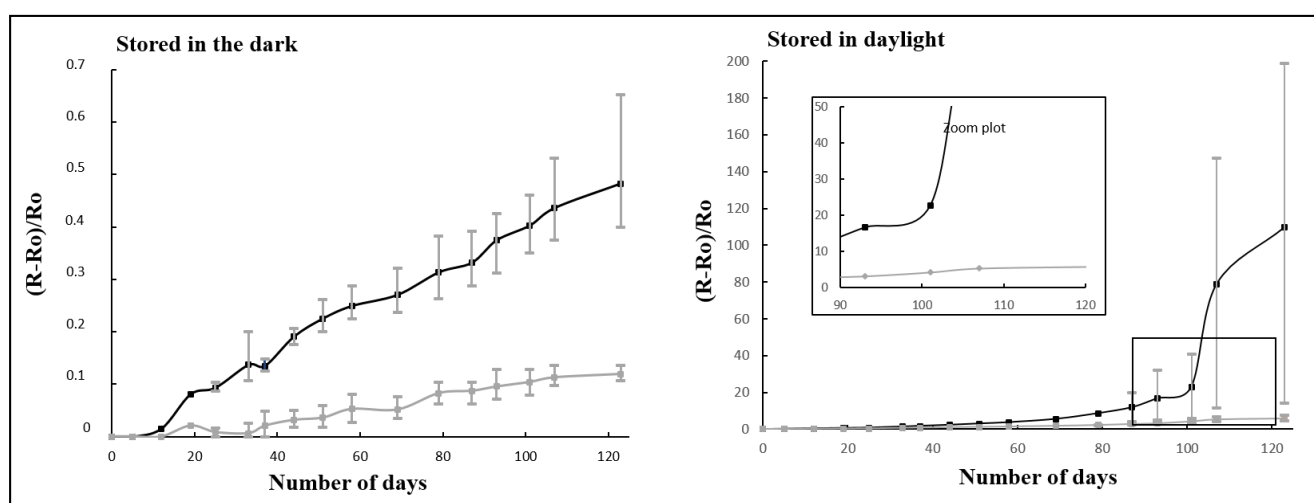 Stored in the dark
0.7
0.6
0.5
0.4
0.3
0.2
0.1
0
(R-Ro)/Ro
0 20 40 60 80 100 120
Number of days
Stored in daylight
200
180
160
140
120
100
80
60
40
20
0
(R-Ro)/Ro
50
40
30
20
10
0
Zoom plot
90 100 110 120
0 20 40 60 80 100 120
Number of days